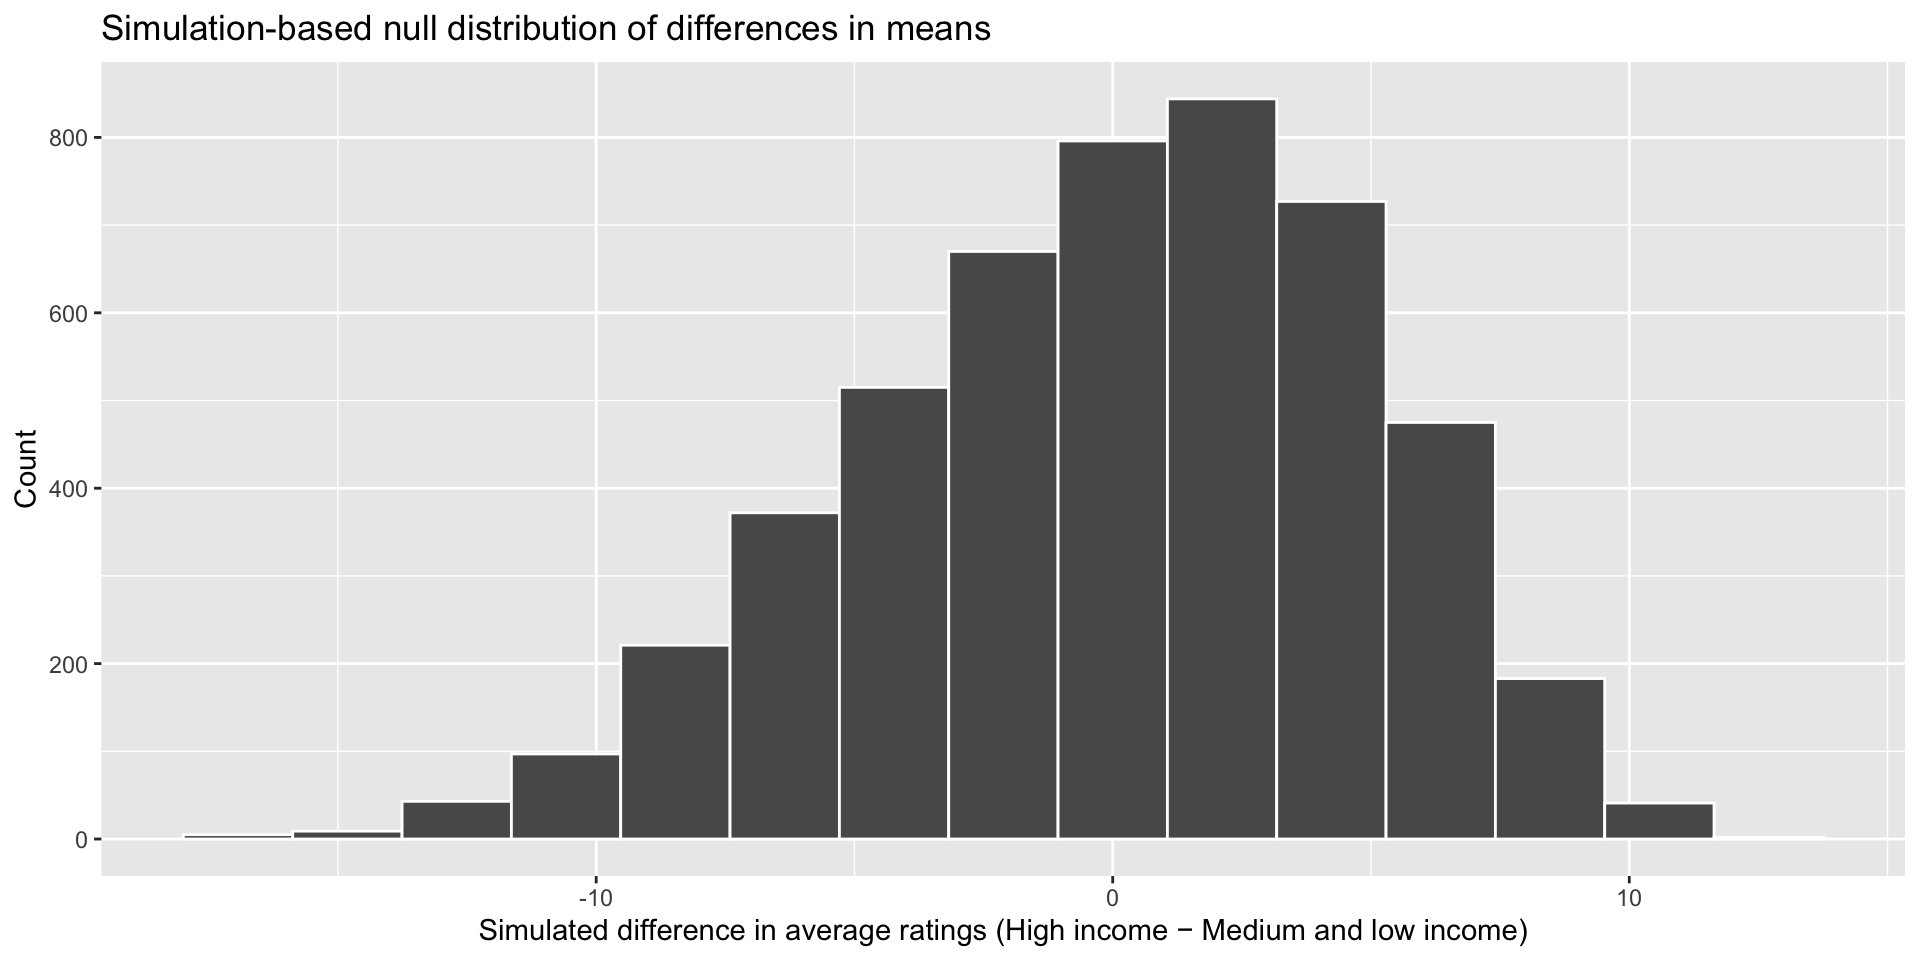 Simulation-based null distribution of differences in means
800
600
400
200
0
Count
-10 0 10
Simulated difference in average ratings (High income − Medium and low income)